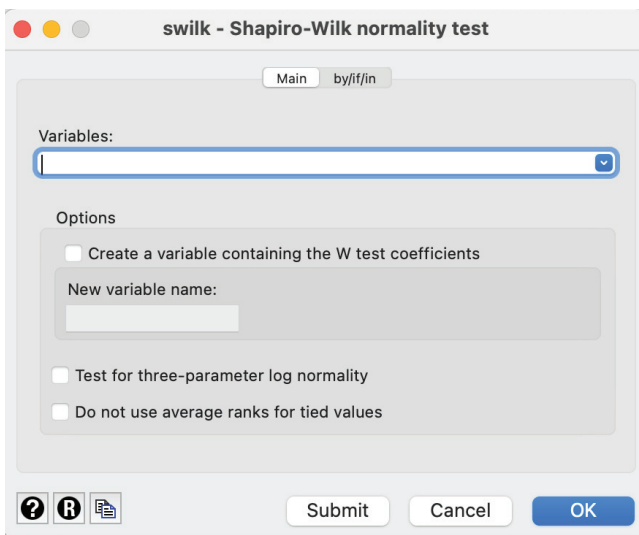 swilk - Shapiro-Wilk normality test
Main by/if/in
Variables:
Options
Create a variable containing the W test coefficients
New variable name:
Test for three-parameter log normality
Do not use average ranks for tied values
? R Submit Cancel OK